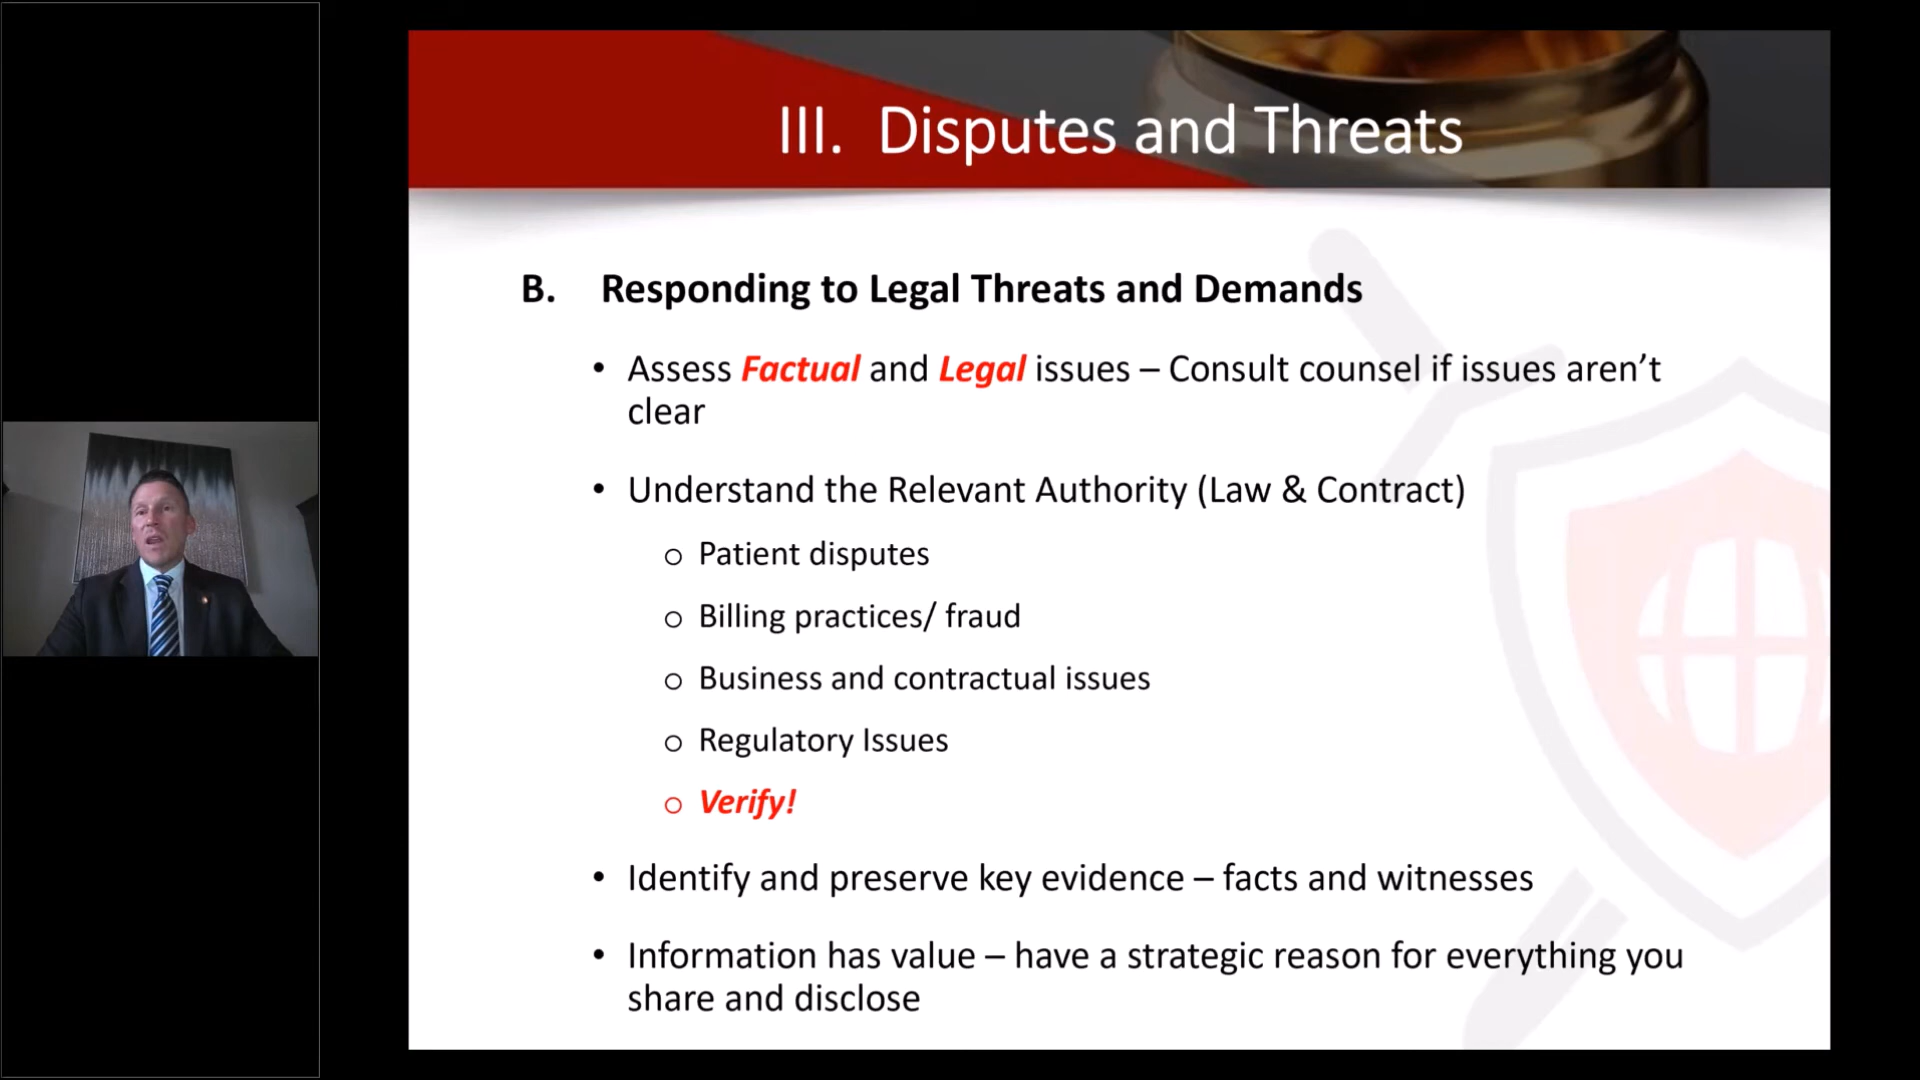 III. Disputes and Threats
B. Responding to Legal Threats and Demands
• Assess Factual and Legal issues – Consult counsel if issues aren’t
clear
• Understand the Relevant Authority (Law & Contract)
o Patient disputes
o Billing practices/ fraud
o Business and contractual issues
o Regulatory Issues
o Verify!
• Identify and preserve key evidence – facts and witnesses
• Information has value – have a strategic reason for everything you
share and disclose